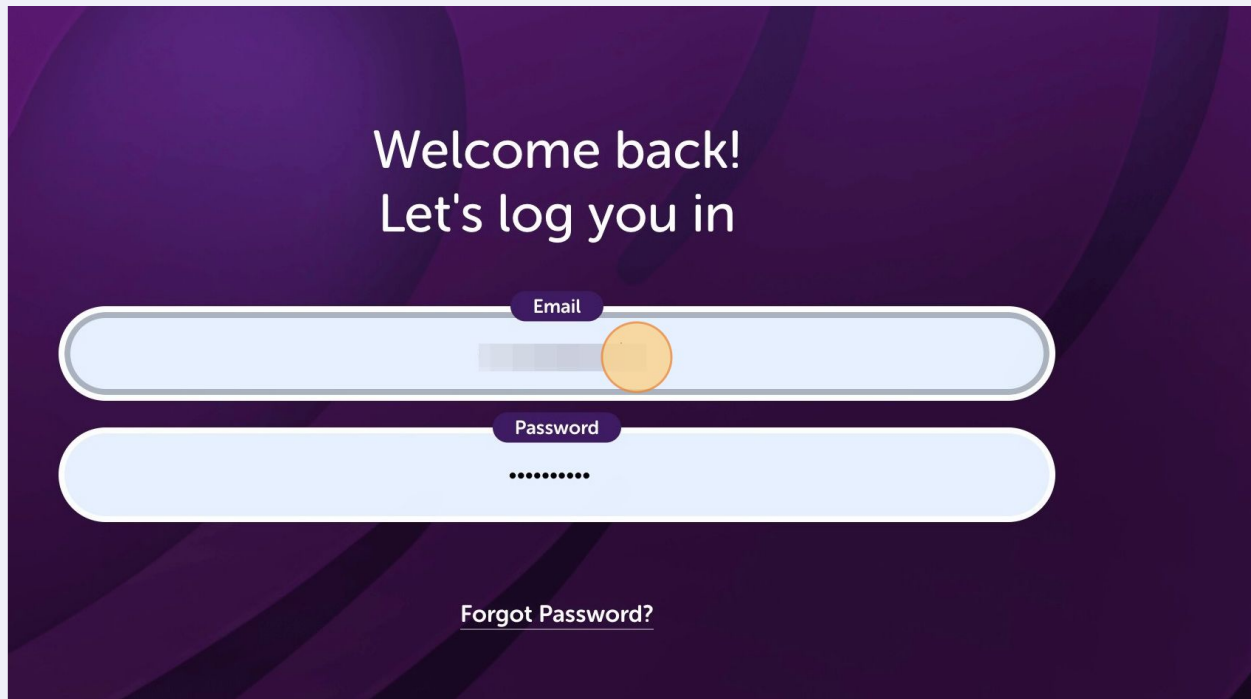 Welcome back!
Let's log you in
Email
Password
••••••••••
Forgot Password?